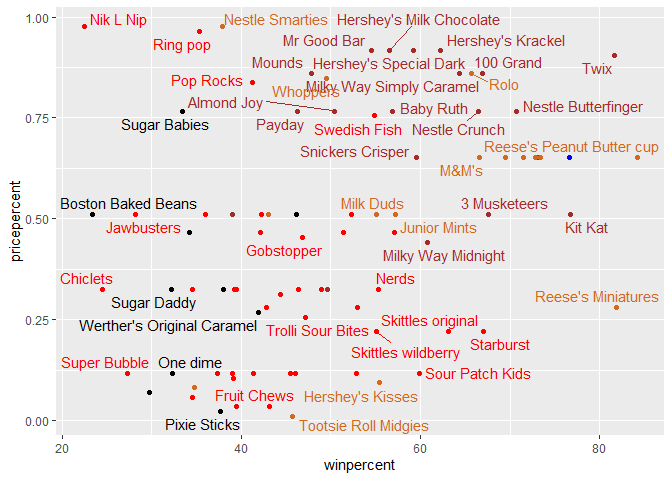 1.00
0.75
0.50
0.25
0.00
pricepercent
Nik L Nip
Nestle Smarties
Hershey's Milk Chocolate
Ring pop
Mr Good Bar
Hershey's Krackel
Mounds
Hershey's Special Dark
100 Grand
Twix
Pop Rocks
Whoppers
Milky Way Simply Caramel
Rolo
Almond Joy
Baby Ruth
Nestle Butterfinger
Sugar Babies
Payday
Swedish Fish
Nestle Crunch
Snickers Crisper
Reese's Peanut Butter cup
M&M's
Boston Baked Beans
Milk Duds
3 Musketeers
Jawbusters
Junior Mints
Kit Kat
Gobstopper
Milky Way Midnight
Chiclets
Nerds
Sugar Daddy
Reese's Miniatures
Werther's Original Caramel
Trolli Sour Bites
Skittles original
Skittles wildberry
Starburst
Super Bubble
One dime
Sour Patch Kids
Fruit Chews
Hershey's Kisses
Pixie Sticks
Tootsie Roll Midgies
20
40
60
80
winpercent